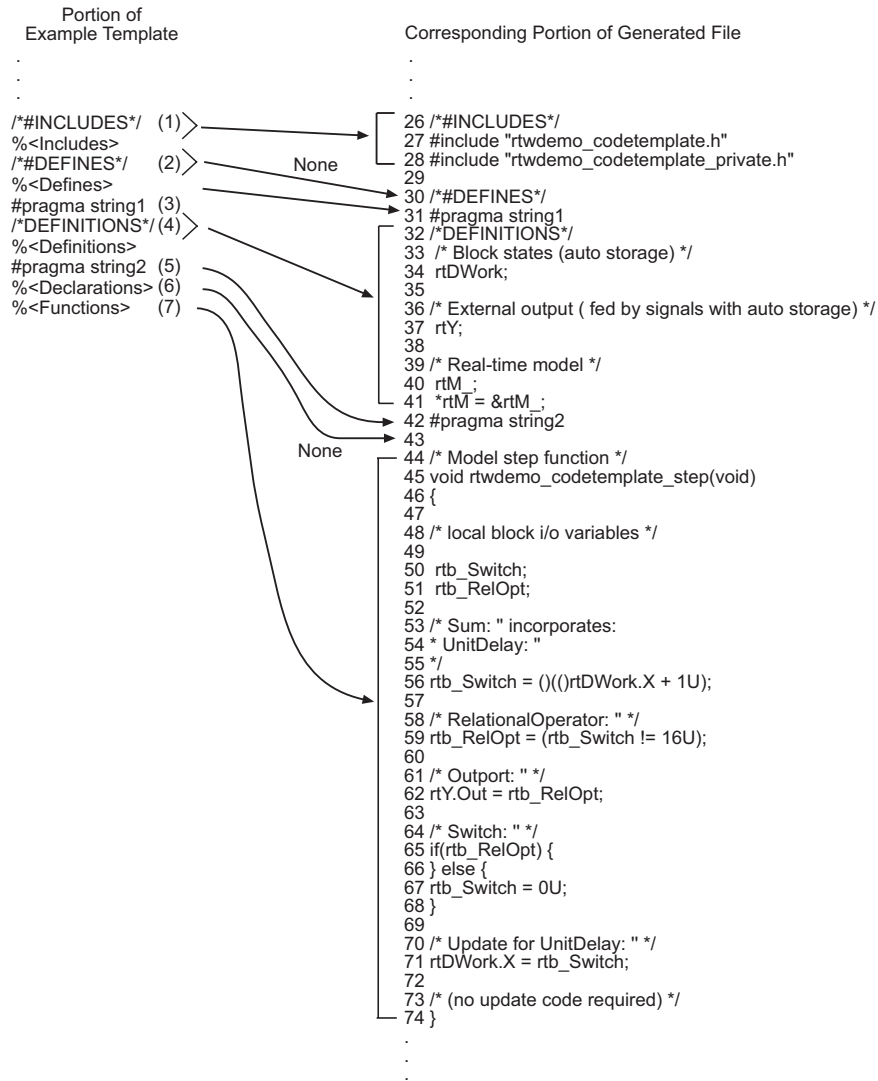 Portion of
Example Template
.
.
.
/*#INCLUDES*/ (1)
%<Includes>
/*#DEFINES*/ (2)
%<Defines>
#pragma string1 (3)
/*DEFINITIONS*/ (4)
%<Definitions>
#pragma string2 (5)
%<Declarations> (6)
%<Functions> (7)
None
None
Corresponding Portion of Generated File
.
.
.
26 /*#INCLUDES*/
27 #include "rtwdemo_codetemplate.h"
28 #include "rtwdemo_codetemplate_private.h"
29
30 /*#DEFINES*/
31 #pragma string1
32 /*DEFINITIONS*/
33 /* Block states (auto storage) */
34 rtDWork;
35
36 /* External output ( fed by signals with auto storage) */
37 rtY;
38
39 /* Real-time model */
40 rtM_;
41 *rtM = &rtM_;
42 #pragma string2
43
44 /* Model step function */
45 void rtwdemo_codetemplate_step(void)
46 {
47
48 /* local block i/o variables */
49
50 rtb_Switch;
51 rtb_RelOpt;
52
53 /* Sum: " incorporates:
54 * UnitDelay: "
55 */
56 rtb_Switch = ()(()rtDWork.X + 1U);
57
58 /* RelationalOperator: " */
59 rtb_RelOpt = (rtb_Switch != 16U);
60
61 /* Outport: " */
62 rtY.Out = rtb_RelOpt;
63
64 /* Switch: " */
65 if(rtb_RelOpt) {
66 } else {
67 rtb_Switch = 0U;
68 }
69
70 /* Update for UnitDelay: " */
71 rtDWork.X = rtb_Switch;
72
73 /* (no update code required) */
74 }
.
.
.